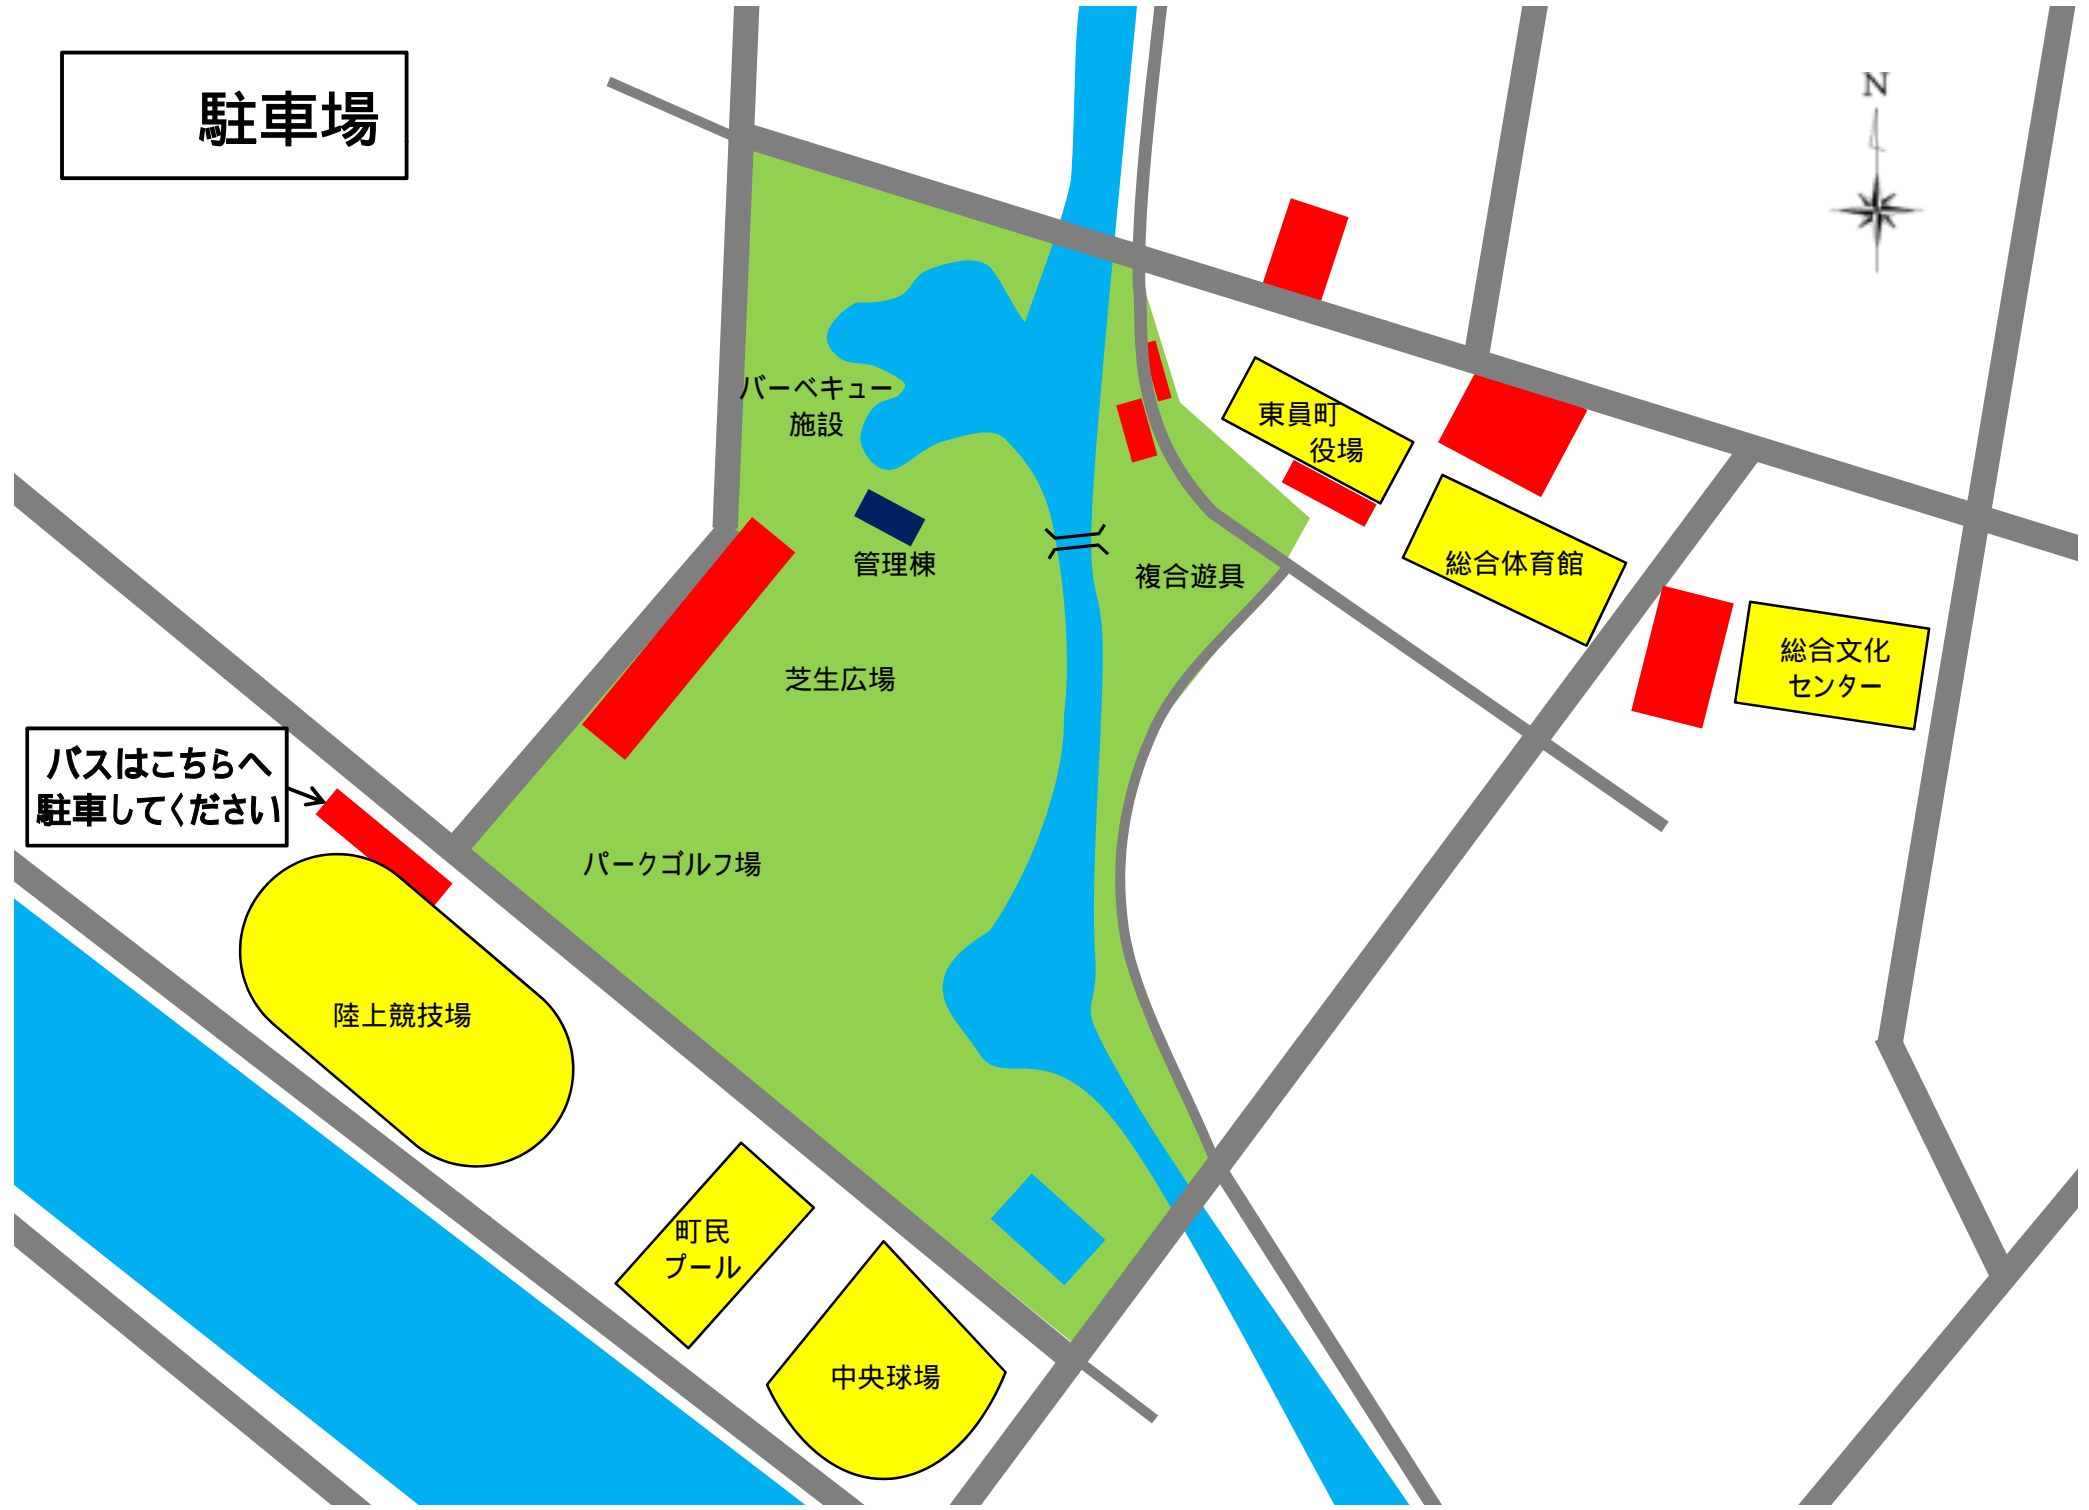 駐車場
N
バーベキュー
施設
東員町
役場
管理棟
複合遊具
総合体育館
芝生広場
総合文化
センター
バスはこちらへ
駐車してください
パークゴルフ場
陸上競技場
町民
プール
中央球場